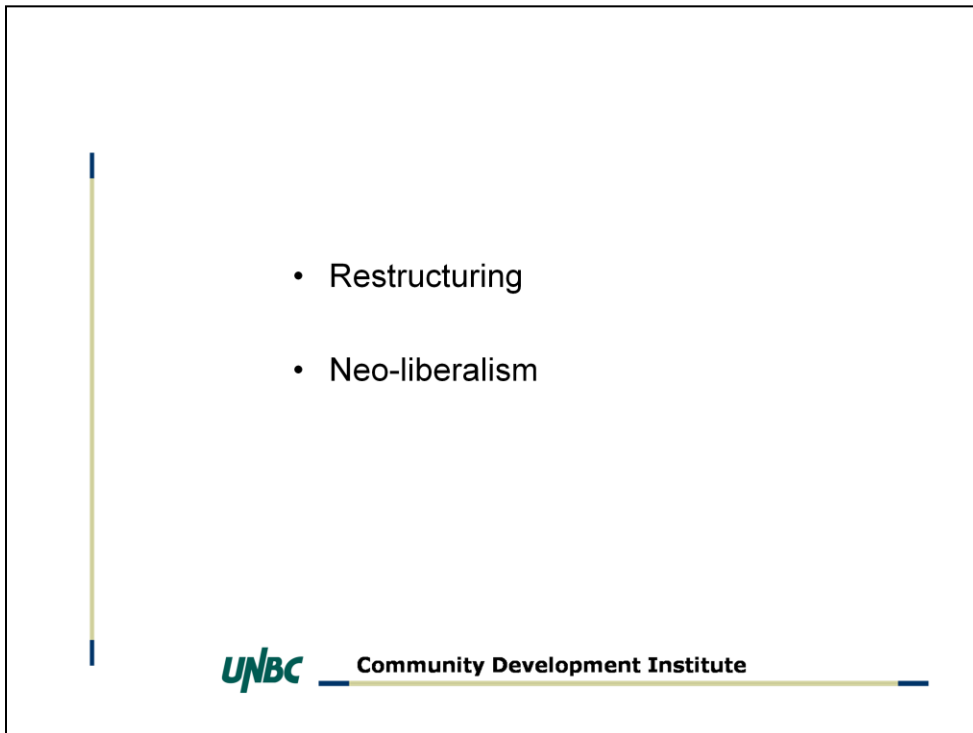 • Restructuring
• Neo-liberalism
UNBC Community Development Institute